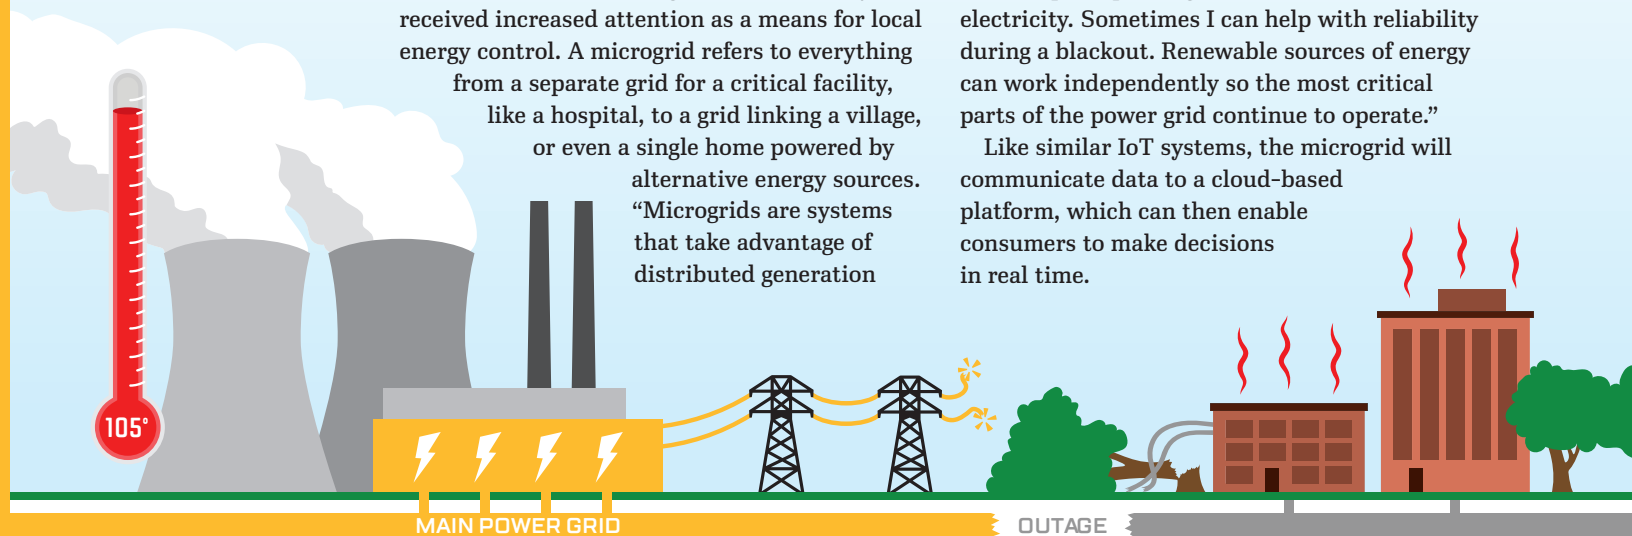 received increased attention as a means for local
energy control. A microgrid refers to everything
from a separate grid for a critical facility,
like a hospital, to a grid linking a village,
or even a single home powered by
alternative energy sources.
“Microgrids are systems
that take advantage of
distributed generation
electricity. Sometimes I can help with reliability
during a blackout. Renewable sources of energy
can work independently so the most critical
parts of the power grid continue to operate.”
Like similar IoT systems, the microgrid will
communicate data to a cloud-based
platform, which can then enable
consumers to make decisions
in real time.
105°
MAIN POWER GRID
OUTAGE